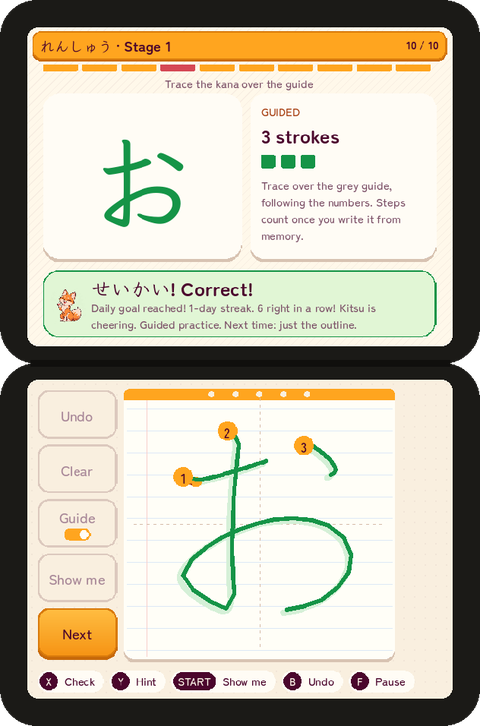 れんしゅう · Stage 1
10 / 10
Trace the kana over the guide
お
GUIDED
3 strokes
Trace over the grey guide,
following the numbers. Steps
count once you write it from
memory.
せいかい! Correct!
Daily goal reached! 1-day streak. 6 right in a row! Kitsu is
cheering. Guided practice. Next time: just the outline.
Undo
Clear
Guide
Show me
Next
1
2
3
お
X Check
Y Hint
START Show me
B Undo
F Pause